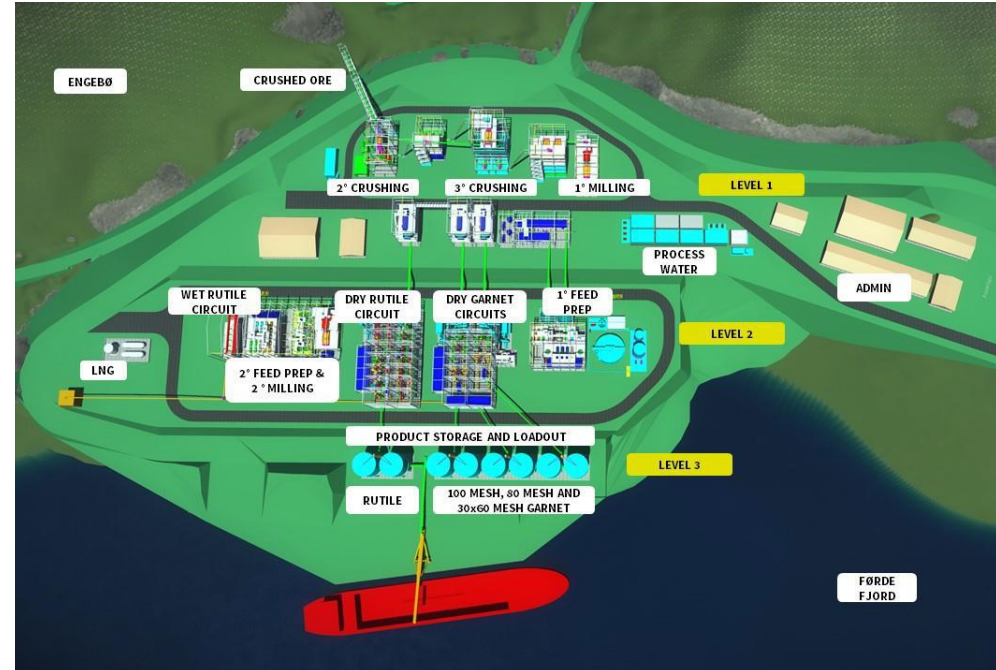 ENGEBØ
CRUSHED ORE
2° CRUSHING
3° CRUSHING
1° MILLING
LEVEL 1
PROCESS
WATER
ADMIN
WET RUTILE
CIRCUIT
DRY RUTILE
CIRCUIT
DRY GARNET
CIRCUITS
1° FEED
PREP
LEVEL 2
LNG
2° FEED PREP &
2 ° MILLING
PRODUCT STORAGE AND LOADOUT
LEVEL 3
RUTILE
100 MESH, 80 MESH AND
30x60 MESH GARNET
FØRDE
FJORD